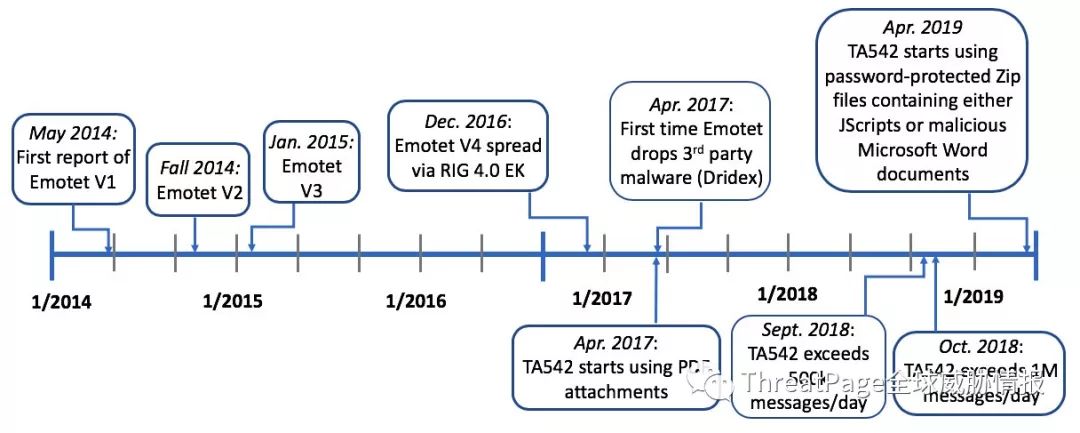 May 2014:
First report of
Emotet V1
Fall 2014:
Emotet V2
Jan. 2015:
Emotet
V3
Dec. 2016:
Emotet V4 spread
via RIG 4.0 EK
Apr. 2017:
First time Emotet
drops 3rd party
malware (Dridex)
Apr. 2019
TA542 starts using
password-protected Zip
files containing either
JScripts or malicious
Microsoft Word
documents
1/2014
1/2015
1/2016
1/2017
1/2018
1/2019
Apr. 2017:
TA542 starts using PDF
attachments
Sept. 2018:
TA542 exceeds
500k
messages/day
Oct. 2018:
TA542 exceeds 1M
messages/day
ThreatPage全球威胁情报